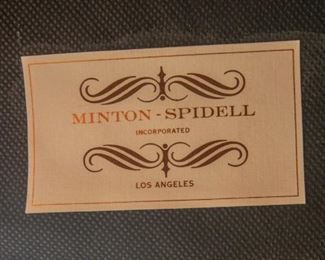 MINTON - SPIDELL
INCORPORATED
LOS ANGELES